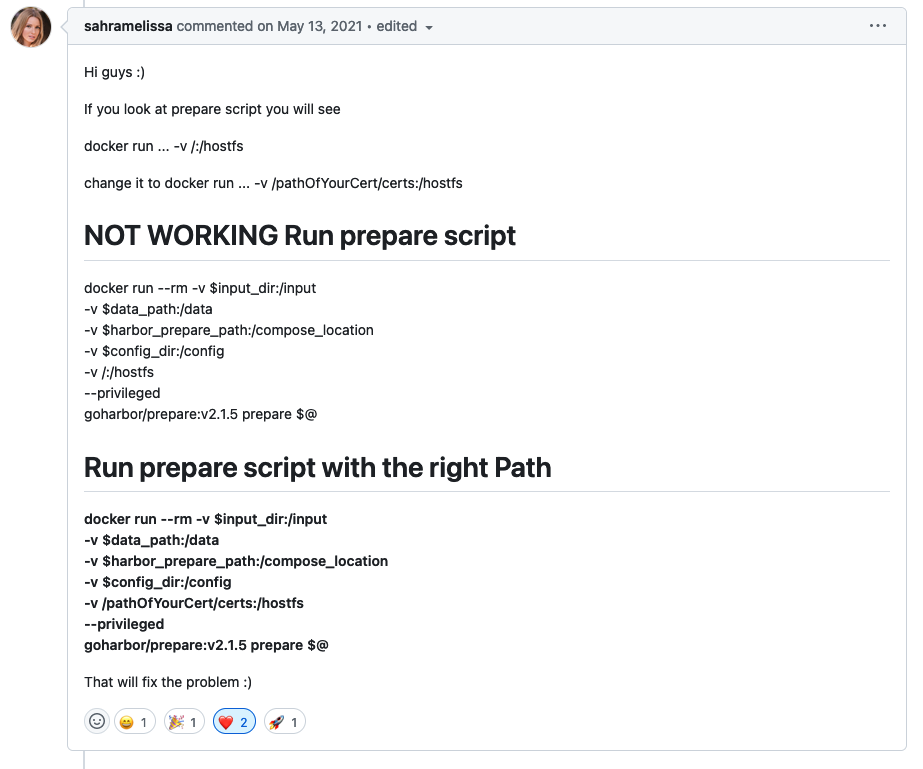 sahramelissa commented on May 13, 2021 • edited
Hi guys :)
If you look at prepare script you will see
docker run ... -v /:/hostfs
change it to docker run ... -v /pathOfYourCert/certs:/hostfs
NOT WORKING Run prepare script
docker run --rm -v $input_dir:/input
-v $data_path:/data
-v $harbor_prepare_path:/compose_location
-v $config_dir:/config
-v /:/hostfs
--privileged
goharbor/prepare:v2.1.5 prepare $@
Run prepare script with the right Path
docker run --rm -v $input_dir:/input
-v $data_path:/data
-v $harbor_prepare_path:/compose_location
-v $config_dir:/config
-v /pathOfYourCert/certs:/hostfs
--privileged
goharbor/prepare:v2.1.5 prepare $@
That will fix the problem :)
😄 1 🎉 1 ❤️ 2 🚀 1